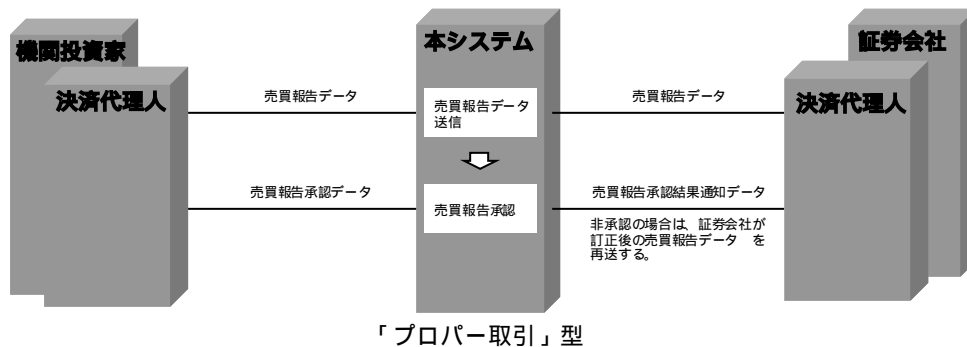 機関投資家
決済代理人
本システム
証券会社
決済代理人
売買報告データ
売買報告データ
送信
売買報告データ
売買報告承認データ
売買報告承認
売買報告承認結果通知データ
非承認の場合は、証券会社が
訂正後の売買報告データ を
再送する。
「プロパー取引」型